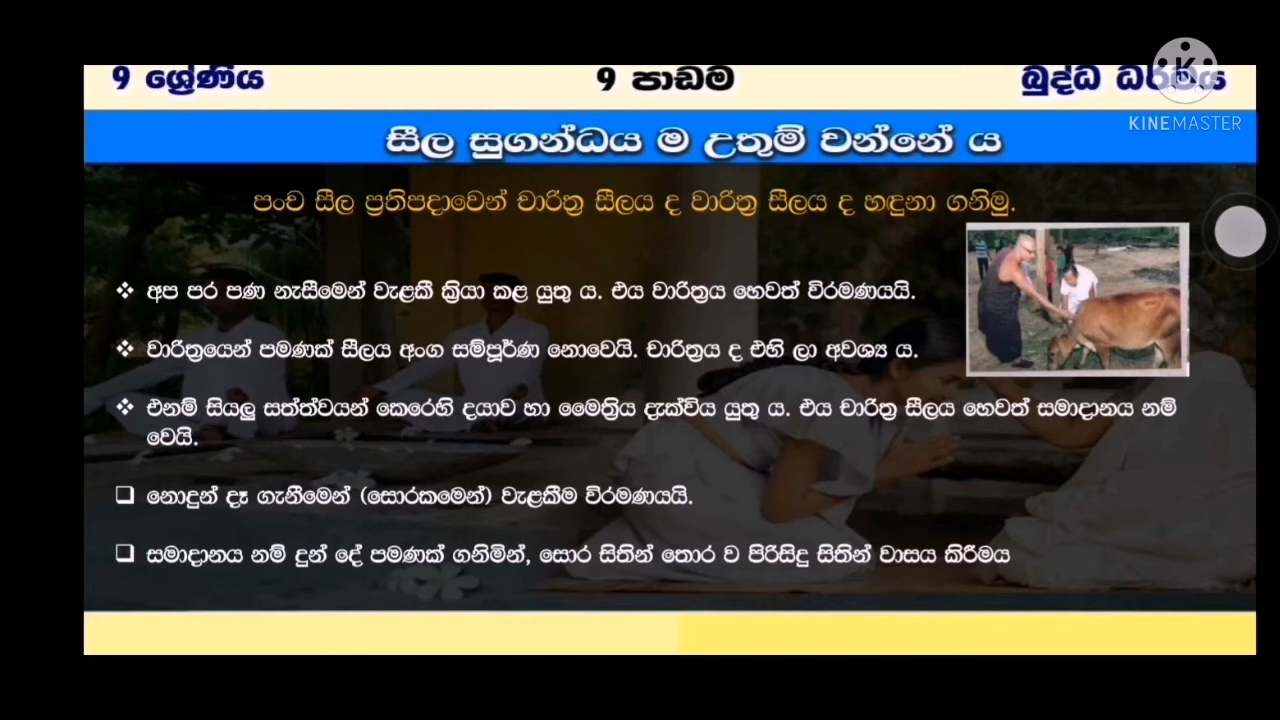 9 ශ්‍රේණිය 9 පාඩම බුද්ධ ධර්මය
KINEMASTER
සීල සුගන්ධය ම උතුම් වන්නේ ය
පංච සීල ප්‍රතිපදාවෙන් චාරිත්‍ර සීලය ද වාරිත්‍ර සීලය ද හඳුනා ගනිමු.
අප පර පණ නැසීමෙන් වැළකී ක්‍රියා කළ යුතු ය. එය වාරිත්‍රය හෙවත් විරමණයයි.
වාරිත්‍රයෙන් පමණක් සීලය අංග සම්පූර්ණ නොවෙයි. චාරිත්‍රය ද එහි ලා අවශ්‍ය ය.
එනම් සියලු සත්ත්වයන් කෙරෙහි දයාව හා මෛත්‍රිය දැක්විය යුතු ය. එය චාරිත්‍ර සීලය හෙවත් සමාදානය නම්
වෙයි.
නොදුන් දෑ ගැනීමෙන් (සොරකමෙන්) වැළකීම විරමණයයි.
සමාදානය නම් දුන් දේ පමණක් ගනිමින්, සොර සිතින් තොර ව පිරිසිදු සිතින් වාසය කිරීමය